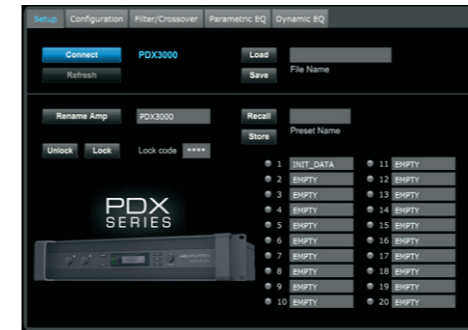 Setup Configuration Filter/Crossover Parametric EQ Dynamic EQ
Connect PDX3000 Load
Refresh Save File Name
Rename Amp PDX3000 Recall
Store Preset Name
Unlock Lock Lock code ****
1 INIT_DATA 11 EMPTY
2 EMPTY 12 EMPTY
3 EMPTY 13 EMPTY
4 EMPTY 14 EMPTY
5 EMPTY 15 EMPTY
6 EMPTY 16 EMPTY
7 EMPTY 17 EMPTY
8 EMPTY 18 EMPTY
9 EMPTY 19 EMPTY
10 EMPTY 20 EMPTY
PDX
SERIES